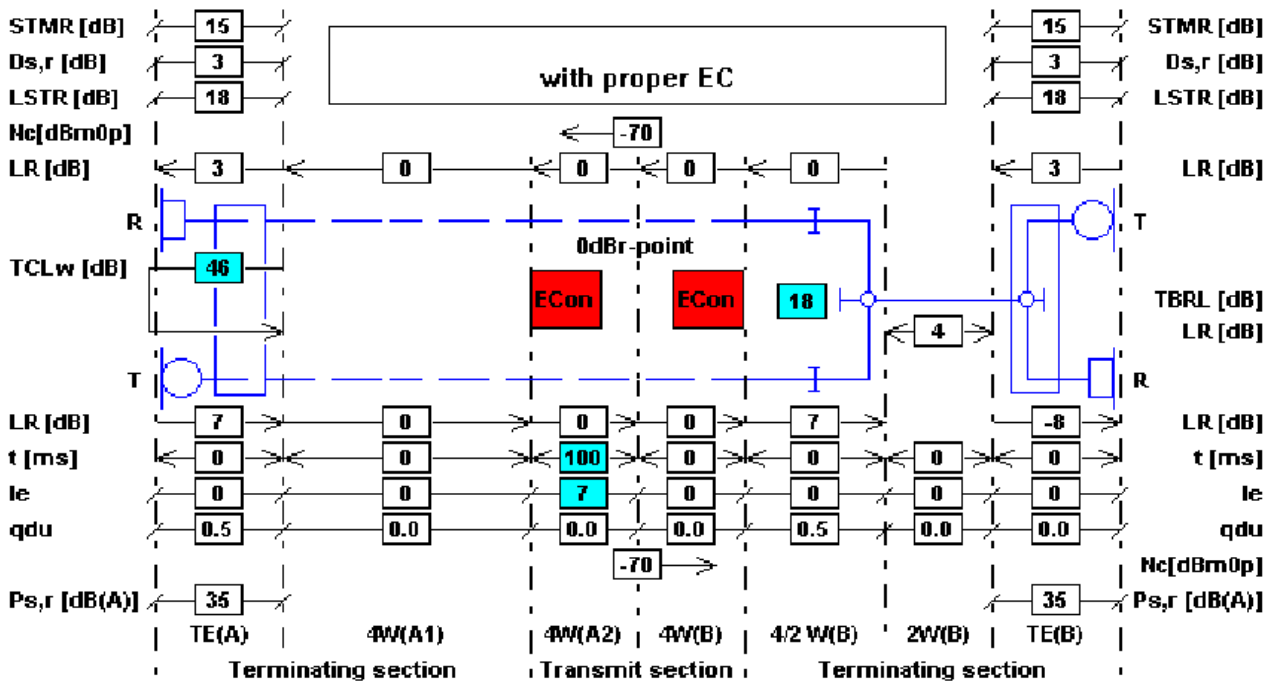 STMR [dB] 15 15 STMR [dB]
Ds,r [dB] 3 3 Ds,r [dB]
with proper EC
LSTR [dB] 18 18 LSTR [dB]
Nc[dBm0p] -70
LR [dB] 3 0 0 0 0 3 LR [dB]
R T
0dBr-point
TCLw [dB] 46
ECon ECon 18 TBRL [dB]
4 LR [dB]
T R
LR [dB] 7 0 0 0 7 -8 LR [dB]
t [ms] 0 0 100 0 0 0 0 t [ms]
Ie 0 0 7 0 0 0 0 Ie
qdu 0.5 0.0 0.0 0.0 0.5 0.0 0.0 qdu
-70 Nc[dBm0p]
Ps,r [dB(A)] 35 35 Ps,r [dB(A)]
TE(A) 4W(A1) 4W(A2) 4W(B) 4/2 W(B) 2W(B) TE(B)
Terminating section Transmit section Terminating section